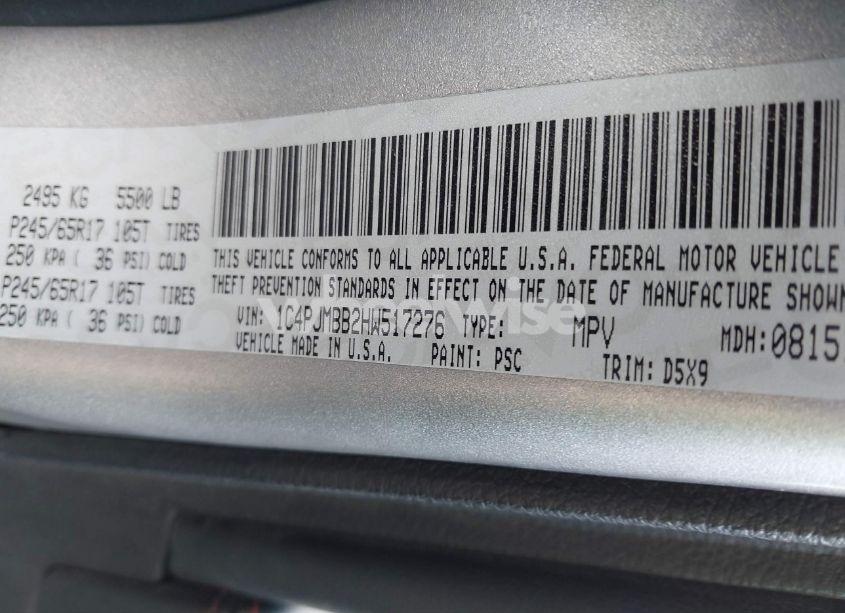 2495 KG 5500 LB
P245/65R17 105T TIRES
250 KPA ( 36 PSI) COLD
P245/65R17 105T TIRES
250 KPA ( 36 PSI) COLD
THIS VEHICLE CONFORMS TO ALL APPLICABLE U.S.A. FEDERAL MOTOR VEHICLE
THEFT PREVENTION STANDARDS IN EFFECT ON THE DATE OF MANUFACTURE SHOWN
VIN: 1C4PJMBB2HW517276 TYPE: MPV MDH:0815
VEHICLE MADE IN U.S.A. PAINT: PSC TRIM: D5X9